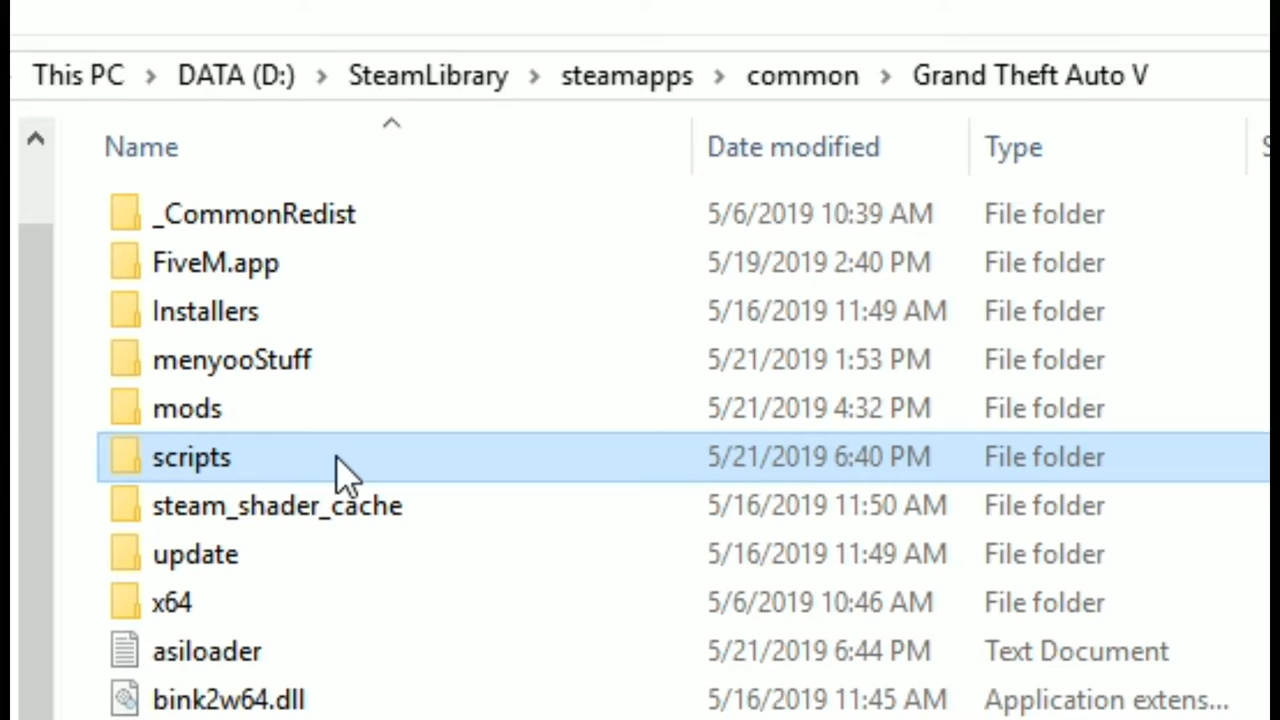 This PC > DATA (D:) > SteamLibrary > steamapps > common > Grand Theft Auto V
Name Date modified Type S
_CommonRedist 5/6/2019 10:39 AM File folder
FiveM.app 5/19/2019 2:40 PM File folder
Installers 5/16/2019 11:49 AM File folder
menyooStuff 5/21/2019 1:53 PM File folder
mods 5/21/2019 4:32 PM File folder
scripts 5/21/2019 6:40 PM File folder
steam_shader_cache 5/16/2019 11:50 AM File folder
update 5/16/2019 11:49 AM File folder
x64 5/6/2019 10:46 AM File folder
asiloader 5/21/2019 6:44 PM Text Document
bink2w64.dll 5/16/2019 11:45 AM Application extens...